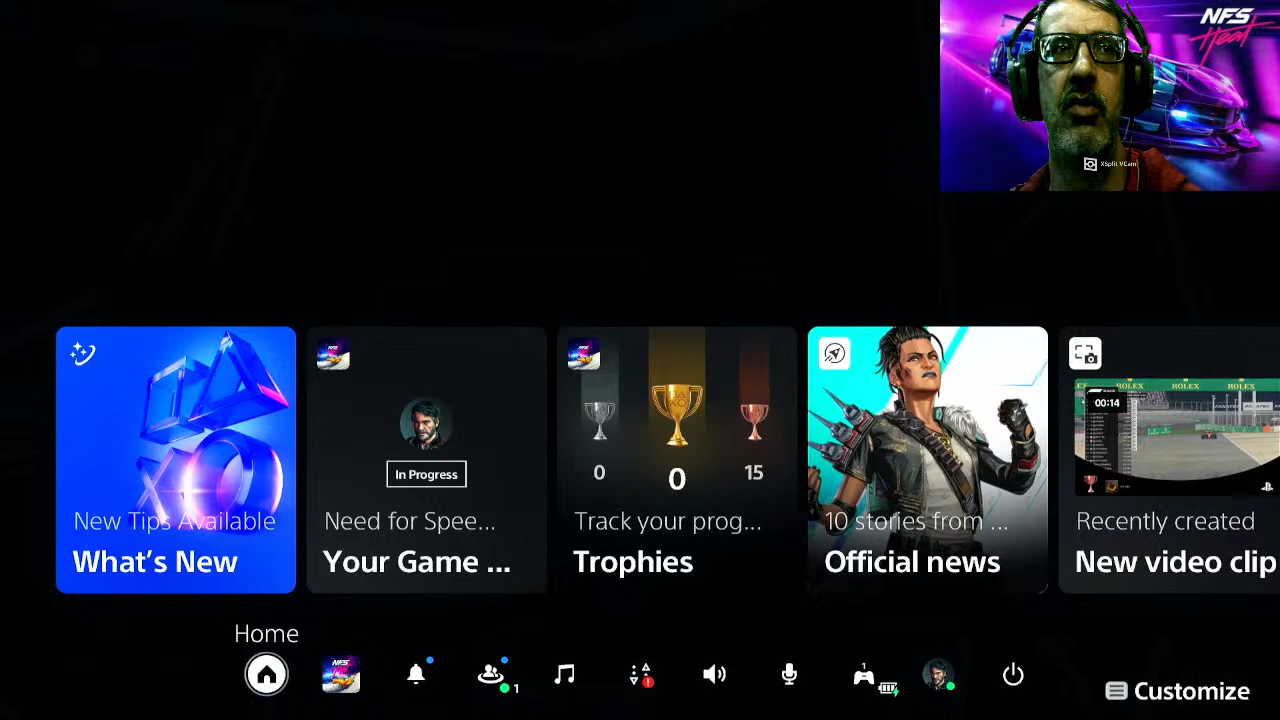 NFS
Heat
XSplit VCam
New Tips Available
What's New
In Progress
Need for Spee...
Your Game ...
0
0
15
Track your prog...
Trophies
10 stories from ...
Official news
ROLEX
ROLEX
ROLEX
00:14
Recently created
New video clip
Home
NFS
1
1
Customize